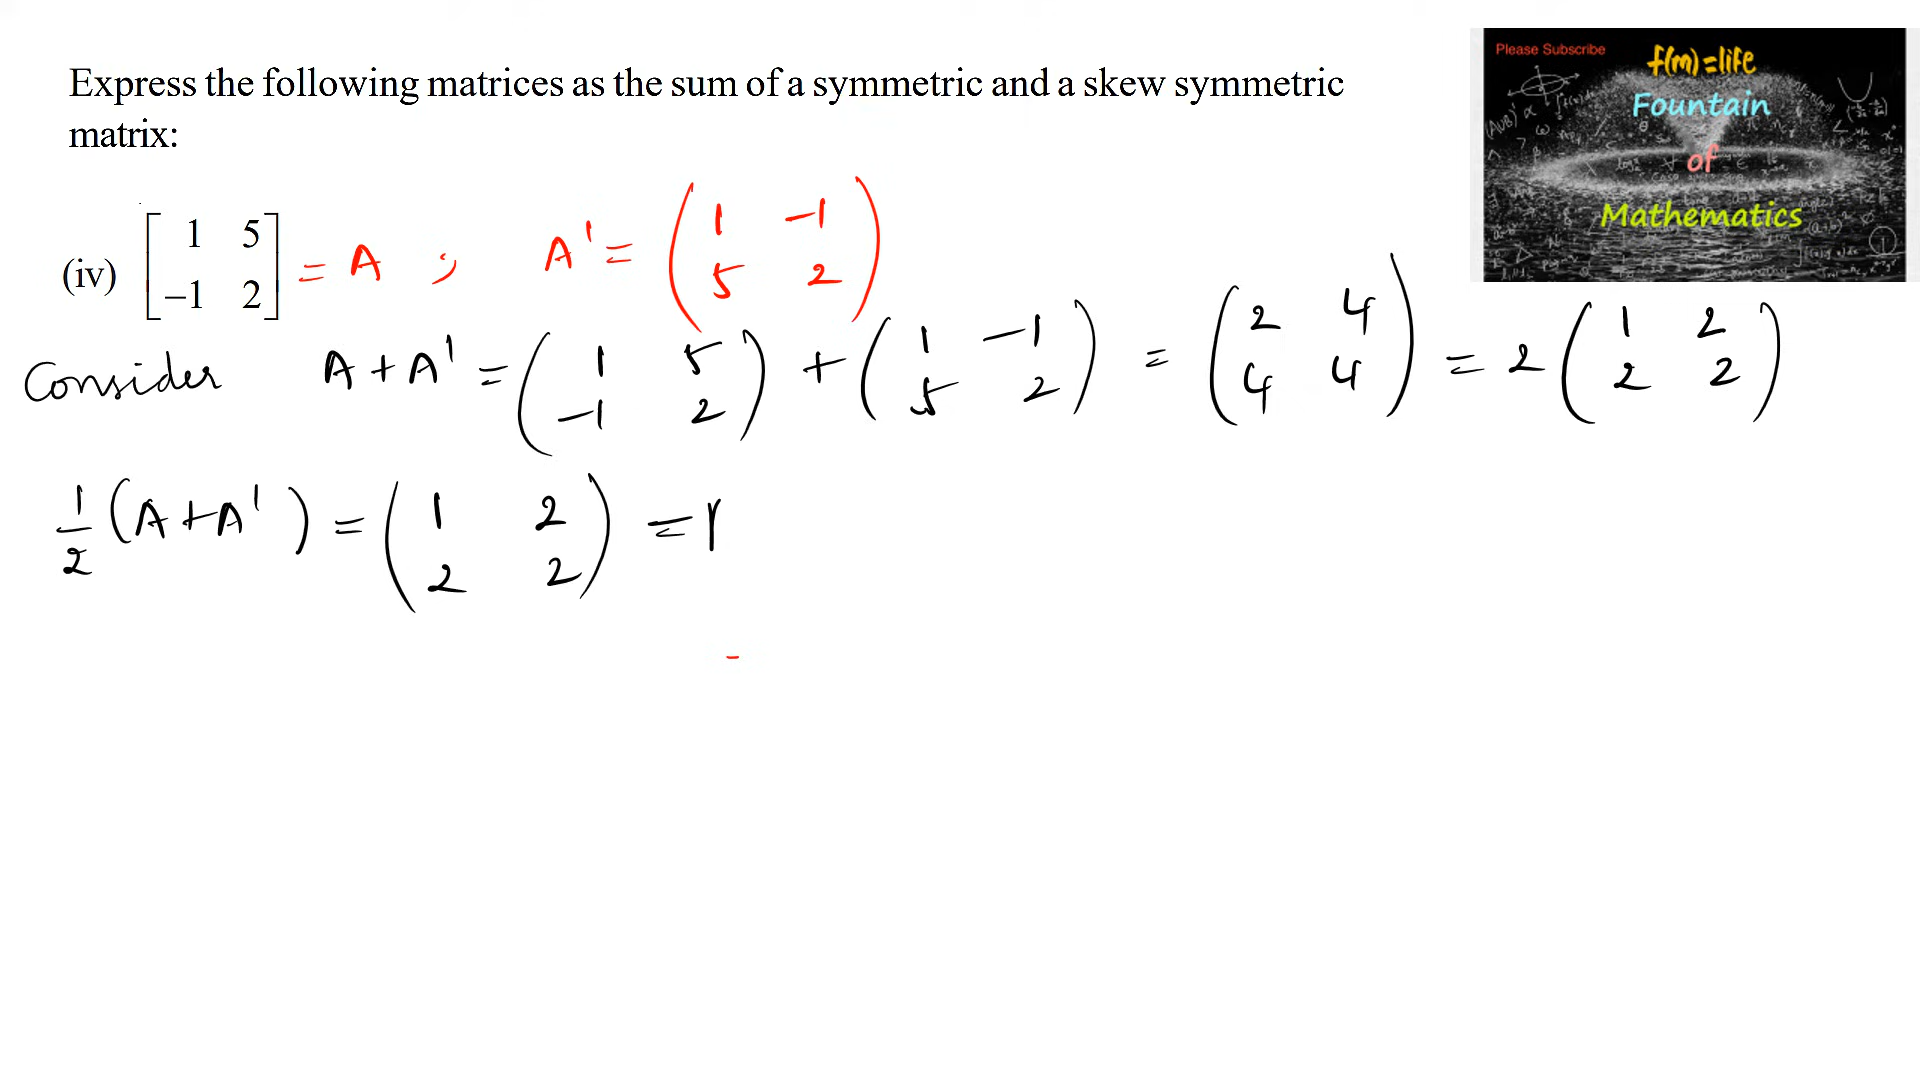 Express the following matrices as the sum of a symmetric and a skew symmetric
matrix:
(iv) [1 5; –1 2] = A ; A' = (1 -1; 5 2)
Consider A + A' = (1 5; -1 2) + (1 -1; 5 2) = (2 4; 4 4) = 2 (1 2; 2 2)
1/2 (A + A') = (1 2; 2 2) =
Please Subscribe
f(m)=life
Fountain
of
Mathematics